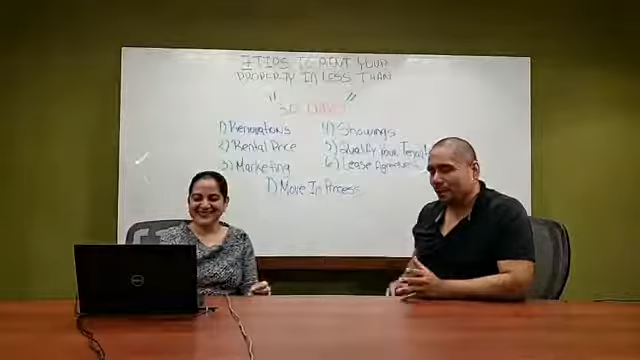 7 TIPS TO RENT YOUR
PROPERTY IN LESS THAN
" 30 DAYS "
1) Renovations
2) Rental Price
3) Marketing
4) Showings
5) Qualify Your Tenant
6) Lease Agreement
7) Move In Process
DELL